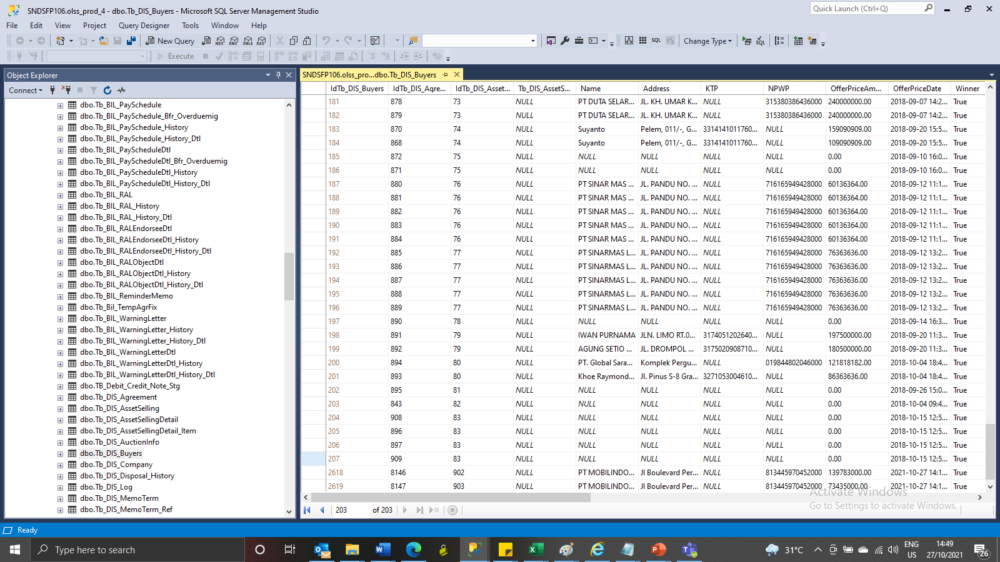 SNDSFP106.olss_prod_4 - dbo.Tb_DIS_Buyers - Microsoft SQL Server Management Studio
Quick Launch (Ctrl+Q)
File Edit View Project Query Designer Tools Window Help
New Query MDX DMX XMLA DAX SQL Change Type
Execute
Object Explorer
Connect
dbo.Tb_BIL_PaySchedule
dbo.Tb_BIL_PaySchedule_Bfr_Overduemig
dbo.Tb_BIL_PaySchedule_History
dbo.Tb_BIL_PaySchedule_History_Dtl
dbo.Tb_BIL_PayScheduleDtl
dbo.Tb_BIL_PayScheduleDtl_Bfr_Overduemig
dbo.Tb_BIL_PayScheduleDtl_History
dbo.Tb_BIL_PayScheduleDtl_History_Dtl
dbo.Tb_BIL_RAL
dbo.Tb_BIL_RAL_History
dbo.Tb_BIL_RAL_History_Dtl
dbo.Tb_BIL_RALEndorseeDtl
dbo.Tb_BIL_RALEndorseeDtl_History
dbo.Tb_BIL_RALEndorseeDtl_History_Dtl
dbo.Tb_BIL_RALObjectDtl
dbo.Tb_BIL_RALObjectDtl_History
dbo.Tb_BIL_RALObjectDtl_History_Dtl
dbo.Tb_BIL_ReminderMemo
dbo.Tb_Bil_TempAgrFix
dbo.Tb_BIL_WarningLetter
dbo.Tb_BIL_WarningLetter_History
dbo.Tb_BIL_WarningLetter_History_Dtl
dbo.Tb_BIL_WarningLetterDtl
dbo.Tb_BIL_WarningLetterDtl_History
dbo.Tb_BIL_WarningLetterDtl_History_Dtl
dbo.TB_Debit_Credit_Note_Stg
dbo.Tb_DIS_Agreement
dbo.Tb_DIS_AssetSelling
dbo.Tb_DIS_AssetSellingDetail
dbo.Tb_DIS_AssetSellingDetail_Item
dbo.Tb_DIS_AuctionInfo
dbo.Tb_DIS_Buyers
dbo.Tb_DIS_Company
dbo.Tb_DIS_Disposal_History
dbo.Tb_DIS_Log
dbo.Tb_DIS_MemoTerm
dbo.Tb_DIS_MemoTerm_Ref
SNDSFP106.olss_pro...dbo.Tb_DIS_Buyers
IdTb_DIS_Buyers IdTb_DIS_Agre... IdTb_DIS_Asset... Tb_DIS_AssetS... Name Address KTP NPWP OfferPriceAm... OfferPriceDate Winner
181 878 73 NULL PT DUTA SELAR... JL. KH. UMAR K... NULL 315380386436000 240000000.00 2018-09-07 14:2... True
182 879 73 NULL PT DUTA SELAR... JL. KH. UMAR K... NULL 315380386436000 240000000.00 2018-09-07 14:2... True
183 870 74 NULL Suyanto Pelem, 011/-, G... 3314141011760... NULL 159090909.00 2018-09-20 15:5... True
184 868 74 NULL Suyanto Pelem, 011/-, G... 3314141011760... NULL 109090909.00 2018-09-20 15:5... True
185 872 75 NULL NULL NULL NULL NULL 0.00 2018-09-10 16:0... True
186 871 75 NULL NULL NULL NULL NULL 0.00 2018-09-10 16:0... True
187 880 76 NULL PT SINAR MAS ... JL. PANDU NO. ... NULL 716165949428000 60136364.00 2018-09-12 11:1... True
188 881 76 NULL PT SINAR MAS ... JL. PANDU NO. ... NULL 716165949428000 60136364.00 2018-09-12 11:1... True
189 882 76 NULL PT SINAR MAS ... JL. PANDU NO. ... NULL 716165949428000 60136364.00 2018-09-12 11:1... True
190 883 76 NULL PT SINAR MAS ... JL. PANDU NO. ... NULL 716165949428000 60136364.00 2018-09-12 11:1... True
191 884 76 NULL PT SINAR MAS ... JL. PANDU NO. ... NULL 716165949428000 60136364.00 2018-09-12 11:1... True
192 885 77 NULL PT SINARMAS L... JL. PANDU NO. ... NULL 716165949428000 76363636.00 2018-09-12 13:2... True
193 886 77 NULL PT SINARMAS L... JL. PANDU NO. ... NULL 716165949428000 76363636.00 2018-09-12 13:2... True
194 887 77 NULL PT SINARMAS L... JL. PANDU NO. ... NULL 716165949428000 76363636.00 2018-09-12 13:2... True
195 888 77 NULL PT SINARMAS L... JL. PANDU NO. ... NULL 716165949428000 76363636.00 2018-09-12 13:2... True
196 889 77 NULL PT SINARMAS L... JL. PANDU NO. ... NULL 716165949428000 76363636.00 2018-09-12 13:2... True
197 890 78 NULL NULL NULL NULL NULL 0.00 2018-09-14 16:3... True
198 891 79 NULL IWAN PURNAMA JLN. LIMO RT.0... 3174051202640... NULL 197500000.00 2018-09-20 11:3... True
199 892 79 NULL AGUNG SETIO ... JL. DROMPOL ... 3175020908710... NULL 180500000.00 2018-09-20 11:3... True
200 894 80 NULL PT. Global Sara... Komplek Pergu... NULL 019844802046000 121818182.00 2018-10-04 18:4... True
201 893 80 NULL Khoe Raymond... Jl. Pinus S-8 Gra... 3271053004610... NULL 86363636.00 2018-10-04 18:4... True
202 895 81 NULL NULL NULL NULL NULL 0.00 2018-09-26 15:0... True
203 843 82 NULL NULL NULL NULL NULL 0.00 2018-10-04 09:4... True
204 908 83 NULL NULL NULL NULL NULL 0.00 2018-10-15 12:5... True
205 896 83 NULL NULL NULL NULL NULL 0.00 2018-10-15 12:5... True
206 897 83 NULL NULL NULL NULL NULL 0.00 2018-10-15 12:5... True
207 909 83 NULL NULL NULL NULL NULL 0.00 2018-10-15 12:5... True
2618 8146 902 NULL PT MOBILINDO... Jl Boulevard Per... NULL 813445970452000 139783000.00 2021-10-27 14:1... True
2619 8147 903 NULL PT MOBILINDO... Jl Boulevard Per... NULL 813445970452000 73435000.00 2021-10-27 14:1... True
Activate Windows
Go to Settings to activate Windows.
203 of 203
Ready
Type here to search
31°C
ENG
US
14:49
27/10/2021
26